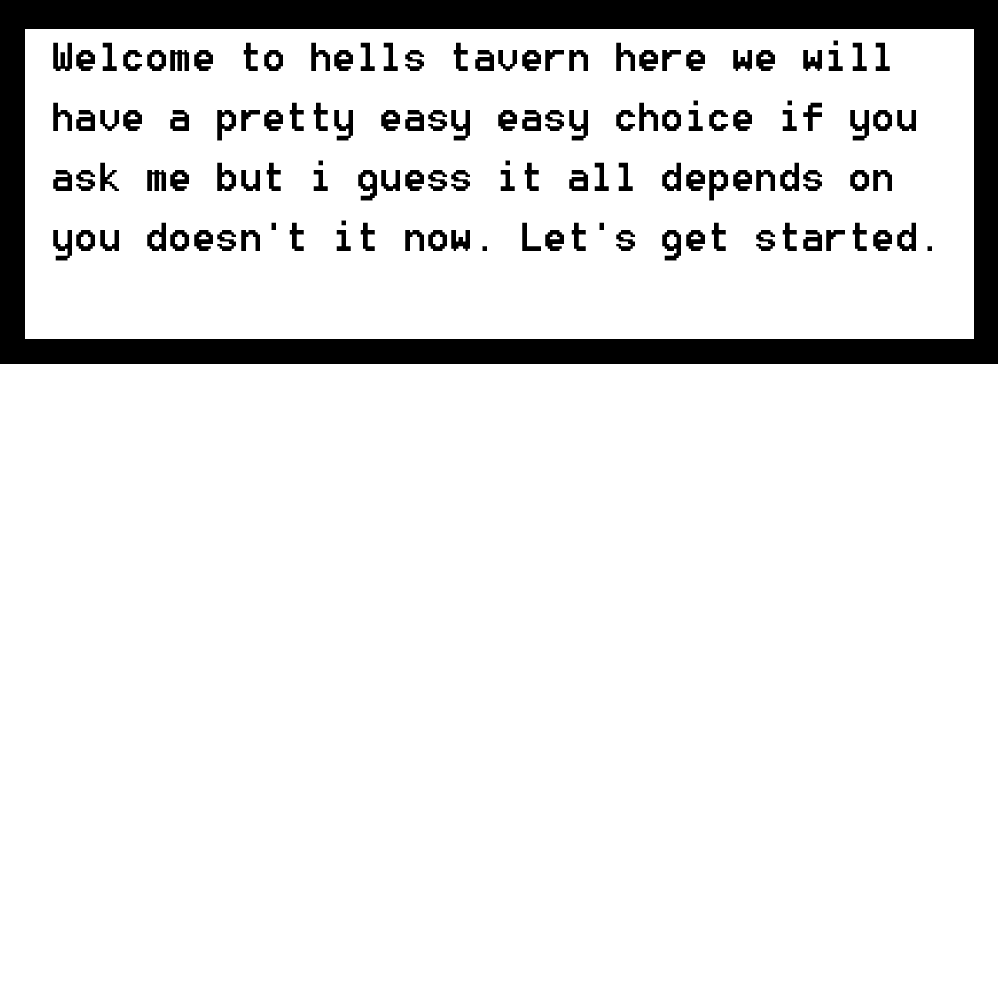 Welcome to hells tavern here we will
have a pretty easy easy choice if you
ask me but i guess it all depends on
you doesn't it now. Let's get started.